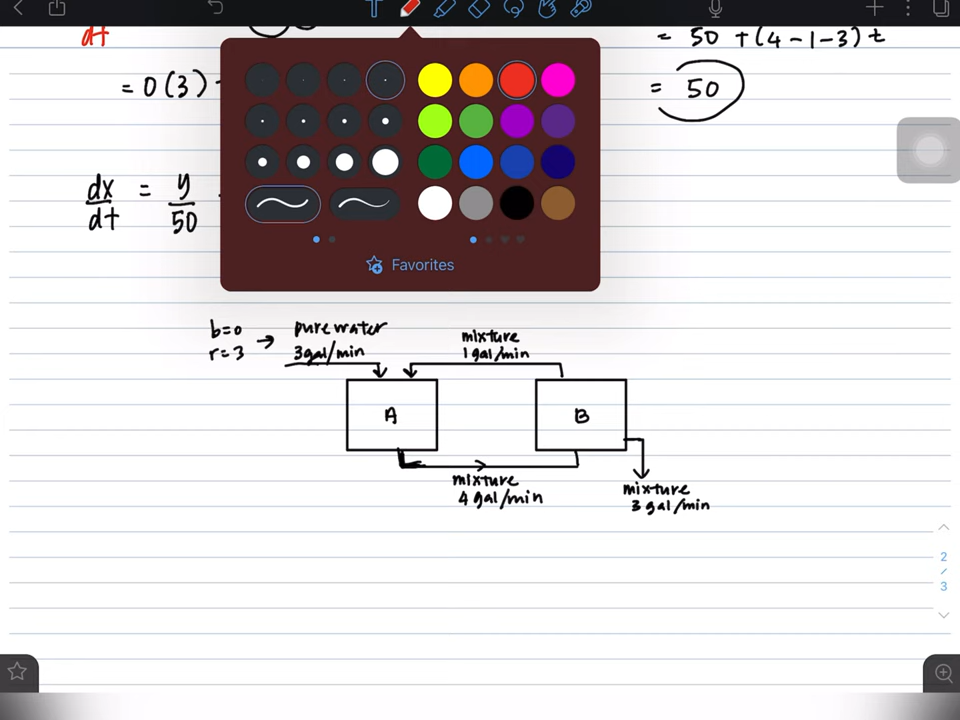 dt
= 50 + (4 - 1 - 3) t
= 0 (3)
= 50
dx/dt = y/50
Favorites
b=0
r=3
pure water
3gal/min
mixture
1gal/min
A
B
mixture
4 gal/min
mixture
3 gal/min
2
/
3